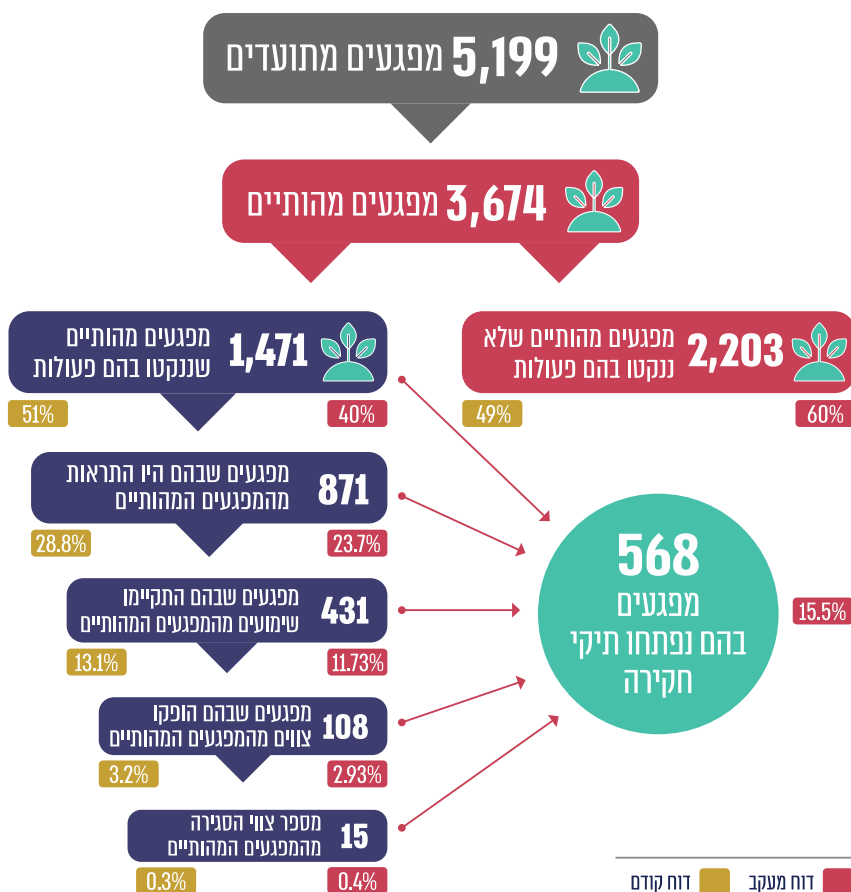 5,199 מפגעים מתועדים
3,674 מפגעים מהותיים
2,203 מפגעים מהותיים שלא
ננקטו בהם פעולות
60%
49%
1,471 מפגעים מהותיים
שננקטו בהם פעולות
40%
51%
871 מפגעים שבהם היו התראות
מהמפגעים המהותיים
23.7%
28.8%
431 מפגעים שבהם התקיימו
שימועים מהמפגעים המהותיים
11.73%
13.1%
108 מפגעים שבהם הופקו
צווים מהמפגעים המהותיים
2.93%
3.2%
15 מספר צווי הסגירה
מהמפגעים המהותיים
0.4%
0.3%
568
מפגעים
בהם נפתחו תיקי
חקירה
15.5%
דוח מעקב
דוח קודם